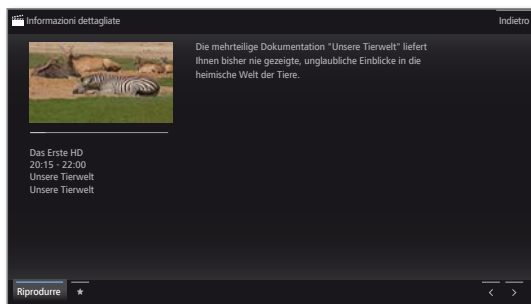 Informazioni dettagliate
Indietro
Die mehrteilige Dokumentation "Unsere Tierwelt" liefert
Ihnen bisher nie gezeigte, unglaubliche Einblicke in die
heimische Welt der Tiere.
Das Erste HD
20:15 - 22:00
Unsere Tierwelt
Unsere Tierwelt
Riprodurre